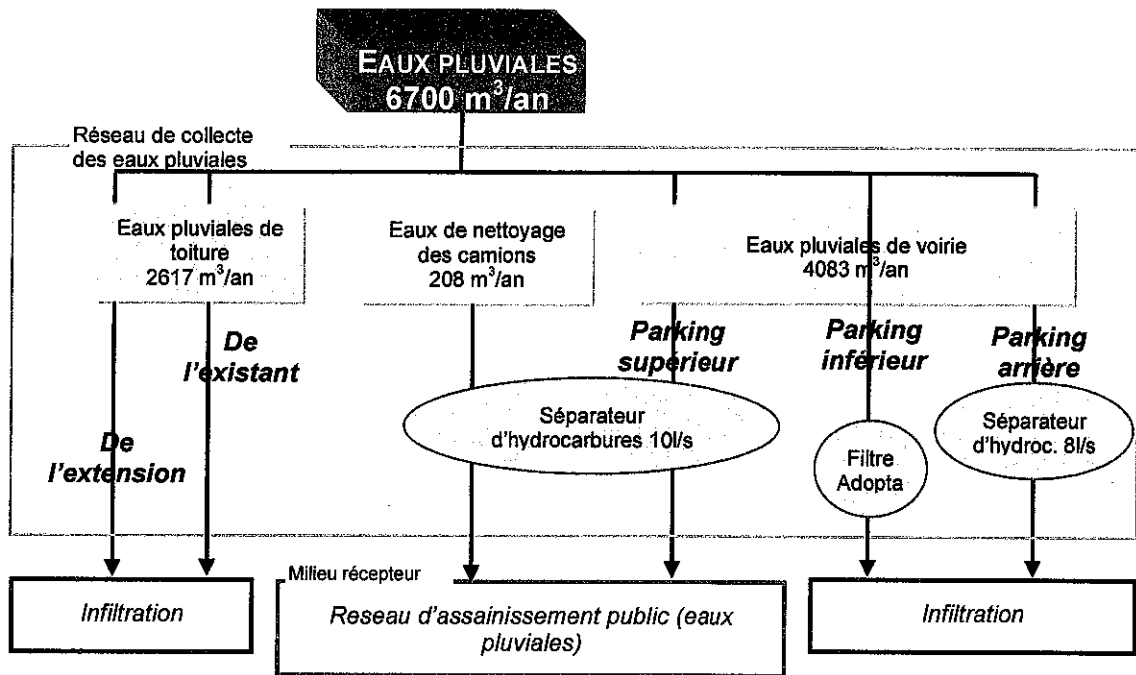 EAUX PLUVIALES
6700 m³/an
Réseau de collecte
des eaux pluviales
Eaux pluviales de
toiture
2617 m³/an
Eaux de nettoyage
des camions
208 m³/an
Eaux pluviales de voirie
4083 m³/an
De
l'existant
Parking
supérieur
Parking
inférieur
Parking
arrière
De
l'extension
Séparateur
d'hydrocarbures 10l/s
Filtre
Adopta
Séparateur
d'hydroc. 8l/s
Infiltration
Milieu récepteur
Reseau d'assainissement public (eaux
pluviales)
Infiltration